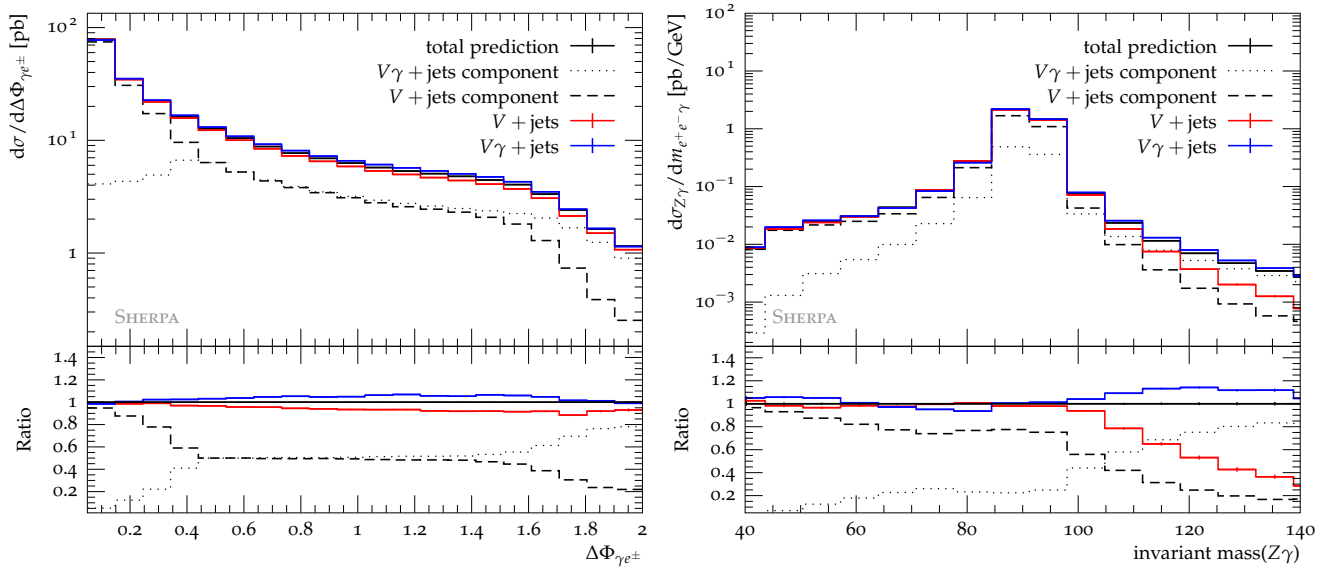 dσ/dΔΦγe± [pb]
10²
10¹
1
total prediction
Vγ + jets component
V + jets component
V + jets
Vγ + jets
SHERPA
Ratio
1.4
1.2
1
0.8
0.6
0.4
0.2
0.2 0.4 0.6 0.8 1.0 1.2 1.4 1.6 1.8 2
ΔΦγe±
dσZγ/dme+e−γ [pb/GeV]
10²
10¹
1
10⁻¹
10⁻²
10⁻³
total prediction
Vγ + jets component
V + jets component
V + jets
Vγ + jets
SHERPA
Ratio
1.4
1.2
1
0.8
0.6
0.4
0.2
40 60 80 100 120 140
invariant mass(Zγ)